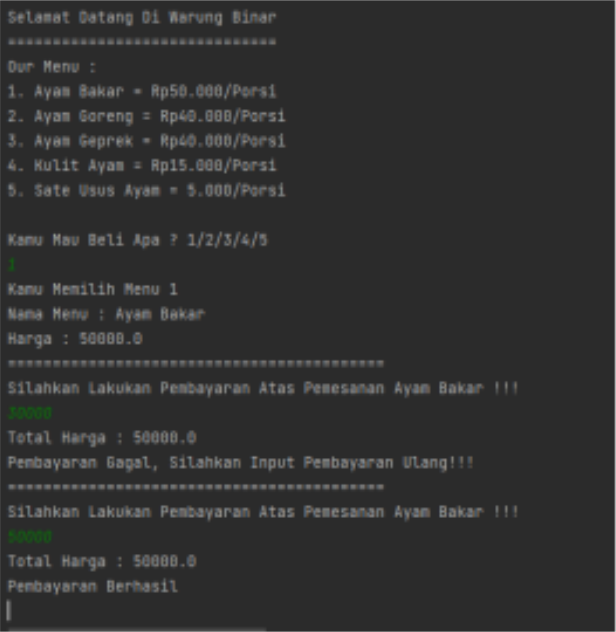 Selamat Datang Di Warung Binar
==============================
Our Menu :
1. Ayam Bakar = Rp50.000/Porsi
2. Ayam Goreng = Rp40.000/Porsi
3. Ayam Geprek = Rp40.000/Porsi
4. Kulit Ayam = Rp15.000/Porsi
5. Sate Usus Ayam = 5.000/Porsi
Kamu Mau Beli Apa ? 1/2/3/4/5
1
Kamu Memilih Menu 1
Nama Menu : Ayam Bakar
Harga : 50000.0
==========================================
Silahkan Lakukan Pembayaran Atas Pemesanan Ayam Bakar !!!
30000
Total Harga : 50000.0
Pembayaran Gagal, Silahkan Input Pembayaran Ulang!!!
==========================================
Silahkan Lakukan Pembayaran Atas Pemesanan Ayam Bakar !!!
50000
Total Harga : 50000.0
Pembayaran Berhasil